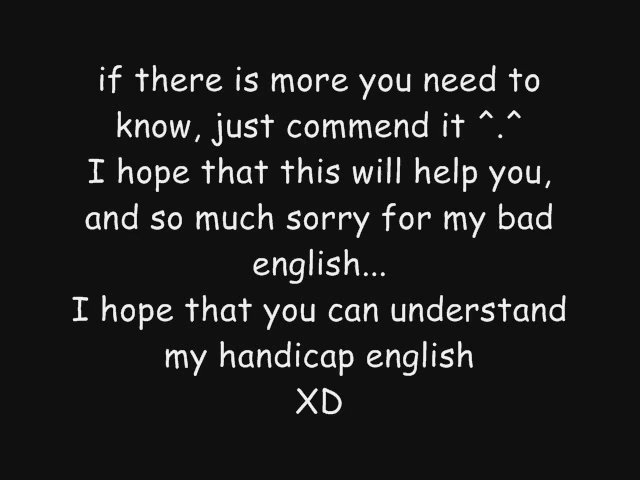 if there is more you need to
know, just commend it ^.^
I hope that this will help you,
and so much sorry for my bad
english...
I hope that you can understand
my handicap english
XD